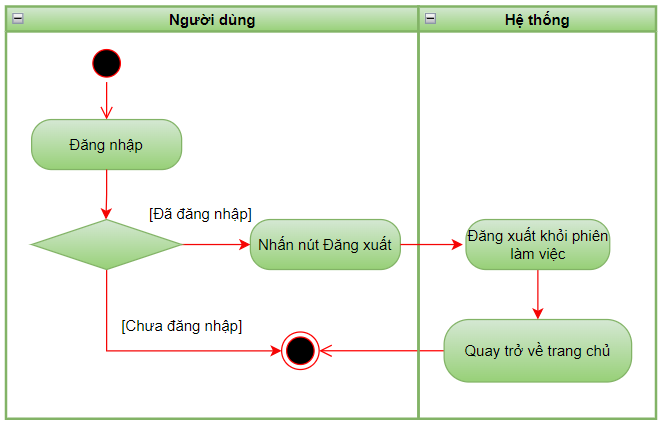 Người dùng
Hệ thống
Đăng nhập
[Đã đăng nhập]
Nhấn nút Đăng xuất
Đăng xuất khỏi phiên
làm việc
[Chưa đăng nhập]
Quay trở về trang chủ